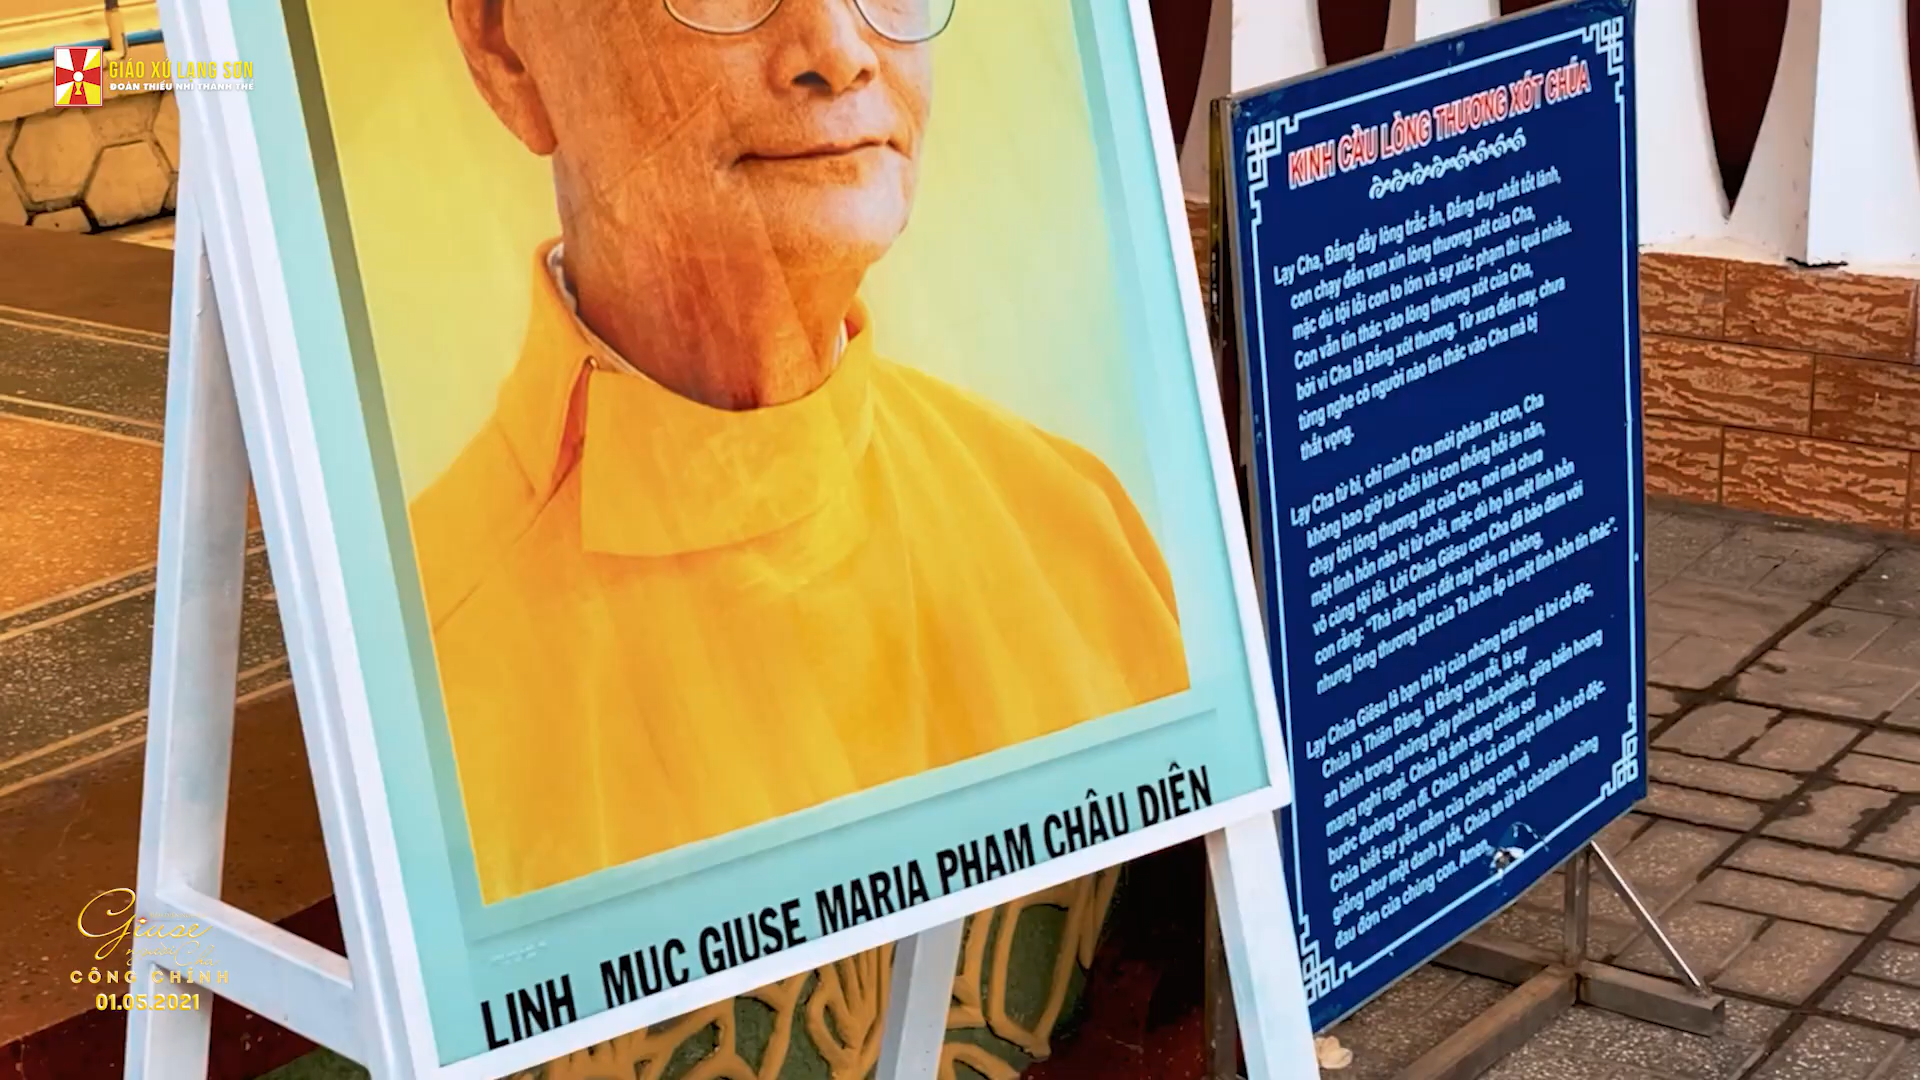 GIÁO XỨ LANG SƠN
ĐOÀN THIẾU NHI THÁNH THỂ
LINH MUC GIUSE MARIA PHAM CHÂU DIÊN
KINH CẦU LÒNG THƯƠNG XÓT CHÚA
Lạy Cha, Đấng đầy lòng trắc ẩn, Đấng duy nhất tốt lành,
con chạy đến van xin lòng thương xót của Cha,
mặc dù tội lỗi con to lớn và sự xúc phạm thì quá nhiều.
Con vẫn tin thác vào lòng thương xót của Cha,
bởi vì Cha là Đấng xót thương. Từ xưa đến nay, chưa
từng nghe có người nào tín thác vào Cha mà bị
thất vọng.
Lạy Cha từ bi, chỉ mình Cha mới phán xét con, Cha
không bao giờ từ chối khi con thống hối ăn năn,
chạy tới lòng thương xót của Cha, nơi mà chưa
một linh hồn nào bị từ chối, mặc dù họ là một linh hồn
vô cùng tội lỗi. Lời Chúa Giêsu con Cha đã bảo đảm với
con rằng: "Thà rằng trời đất này biến ra không,
nhưng lòng thương xót của Ta luôn ấp ủ một linh hồn tín thác".
Lạy Chúa Giêsu là bạn tri kỷ của những trái tim lẻ loi cô độc,
Chúa là Thiên Đàng, là Đấng cứu rỗi, là sự
an bình trong những giây phút buồnphiền, giữa biển hoang
mang nghi ngại. Chúa là ánh sáng chiếu soi
bước đường con đi. Chúa là tất cả của một linh hồn cô độc.
Chúa biết sự yếu mềm của chúng con, và
giống như một danh y tốt, Chúa an ủi và chữalành những
đau đớn của chúng con. Amen.
Giuse
CÔNG CHÍNH
01.05.2021